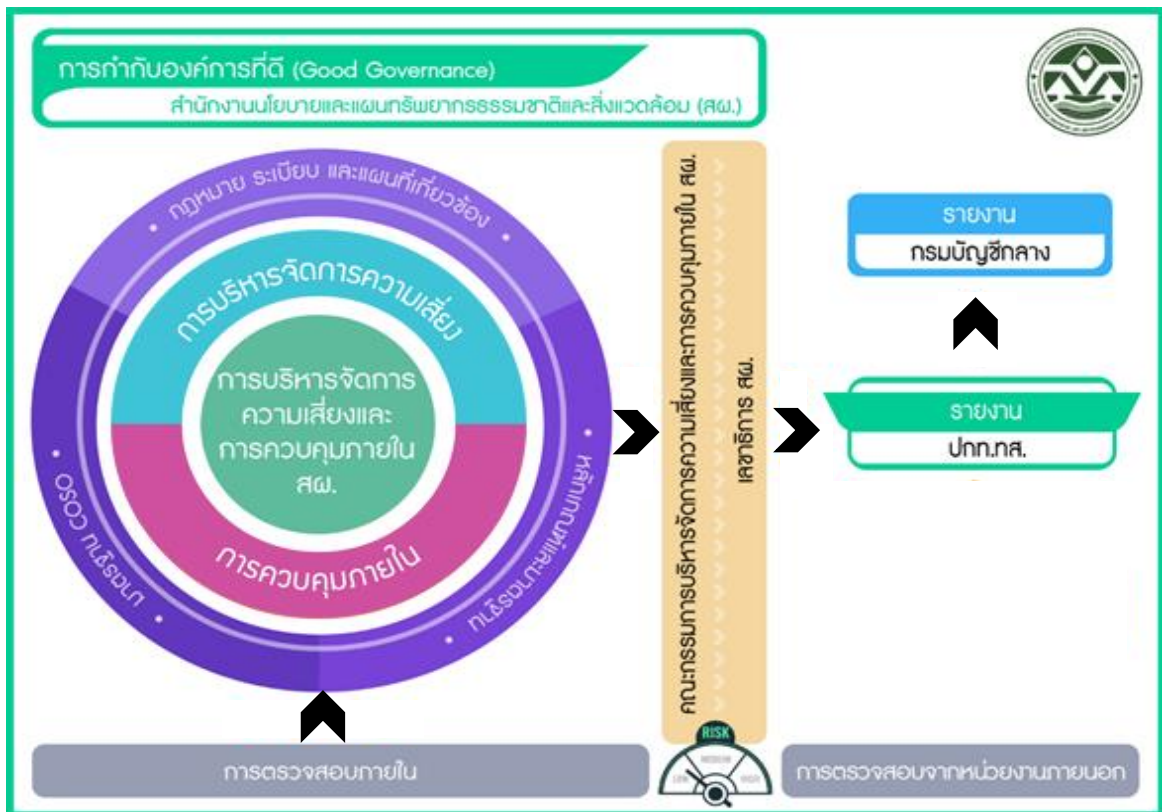 การกำกับองค์การที่ดี (Good Governance)
สำนักงานนโยบายและแผนทรัพยากรธรรมชาติและสิ่งแวดล้อม (สผ.)
• กฎหมาย ระเบียบ และแผนที่เกี่ยวข้อง •
การบริหารจัดการความเสี่ยง
การบริหารจัดการ
ความเสี่ยงและ
การควบคุมภายใน
สผ.
การควบคุมภายใน
• มาตรฐาน COSO •
• หลักเกณฑ์และมาตรฐาน •
คณะกรรมการบริหารจัดการความเสี่ยงและการควบคุมภายใน สผ.
เลขาธิการ สผ.
รายงาน
กรมบัญชีกลาง
รายงาน
ปกท.ทส.
การตรวจสอบภายใน
RISK
LOW
MEDIUM
HIGH
การตรวจสอบจากหน่วยงานภายนอก